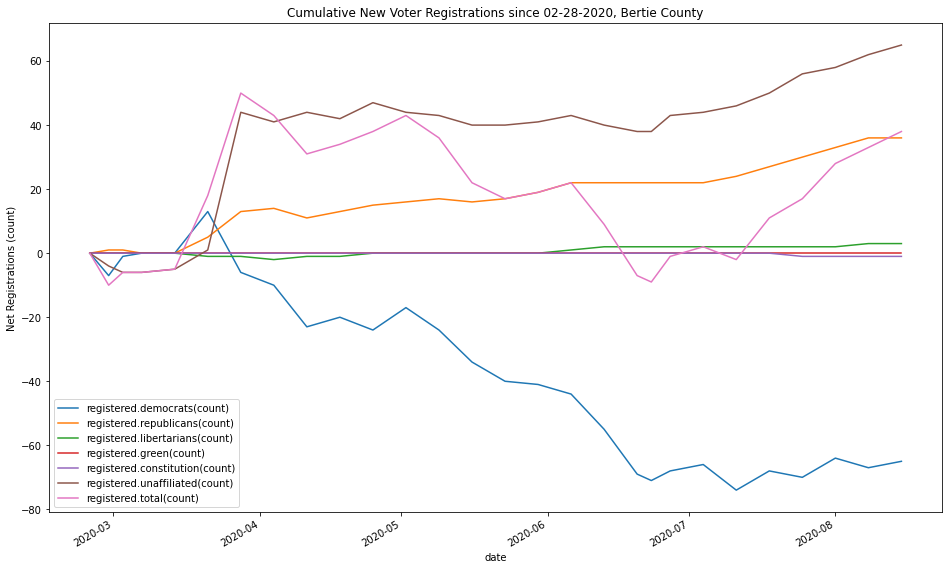 Cumulative New Voter Registrations since 02-28-2020, Bertie County
Net Registrations (count)
60
40
20
0
−20
−40
−60
−80
registered.democrats(count)
registered.republicans(count)
registered.libertarians(count)
registered.green(count)
registered.constitution(count)
registered.unaffiliated(count)
registered.total(count)
2020-03
2020-04
2020-05
2020-06
2020-07
2020-08
date